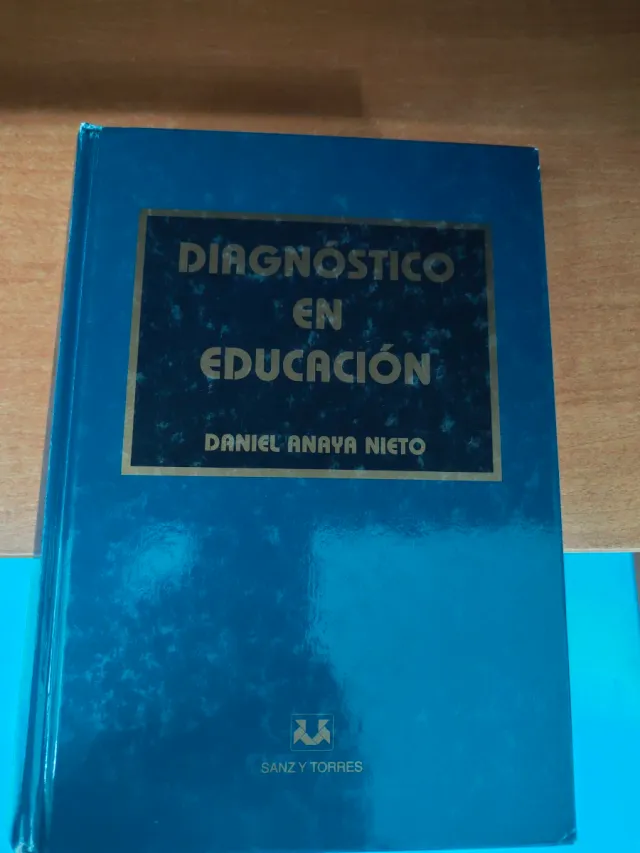 DIAGNÓSTICO
EN
EDUCACIÓN
DANIEL ANAYA NIETO
SANZ Y TORRES